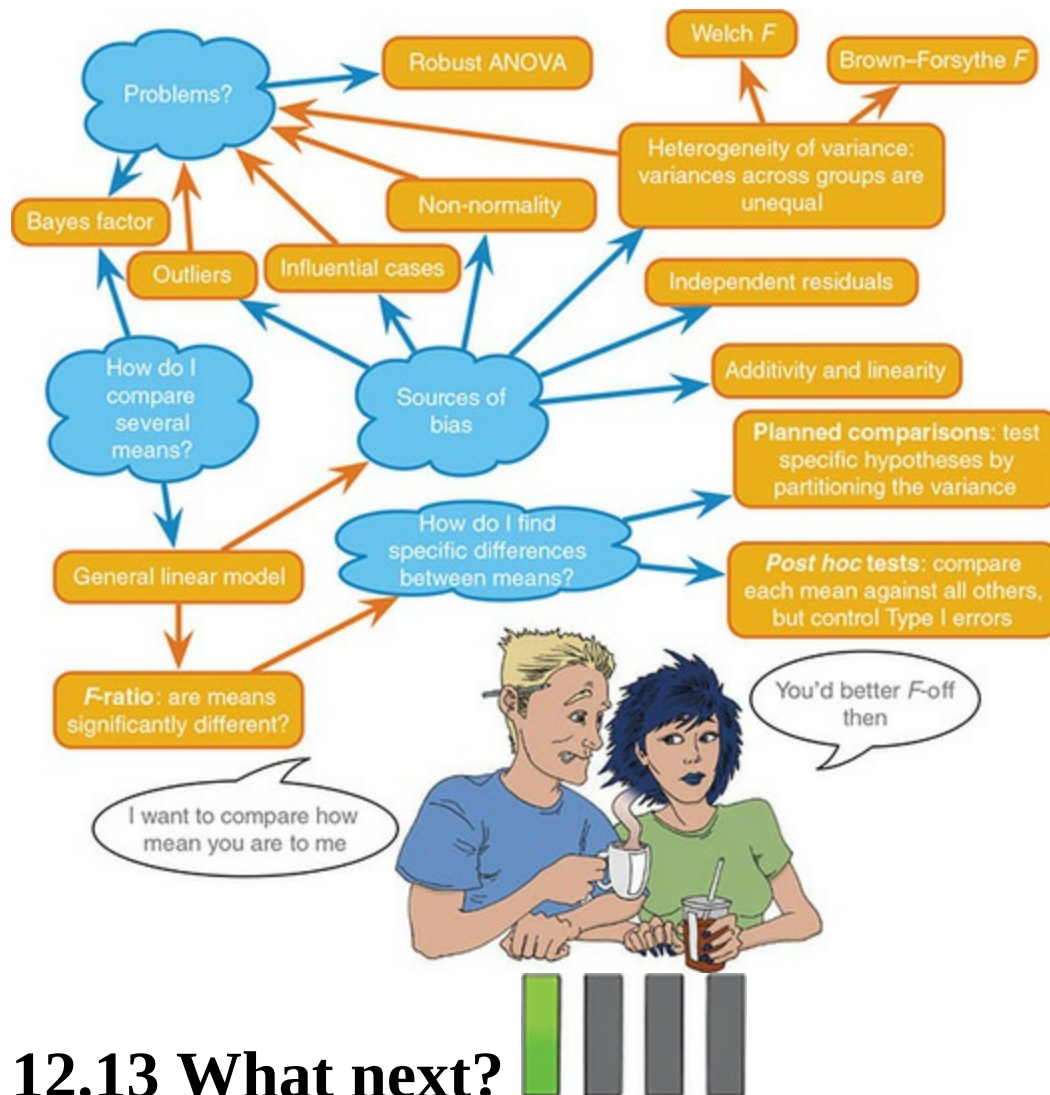 Problems?
Robust ANOVA
Welch F
Brown–Forsythe F
Heterogeneity of variance:
variances across groups are
unequal
Bayes factor
Outliers
Influential cases
Non-normality
Independent residuals
How do I
compare
several
means?
Sources of
bias
Additivity and linearity
Planned comparisons: test
specific hypotheses by
partitioning the variance
How do I find
specific differences
between means?
General linear model
Post hoc tests: compare
each mean against all others,
but control Type I errors
F-ratio: are means
significantly different?
You'd better F-off
then
I want to compare how
mean you are to me
12.13 What next?